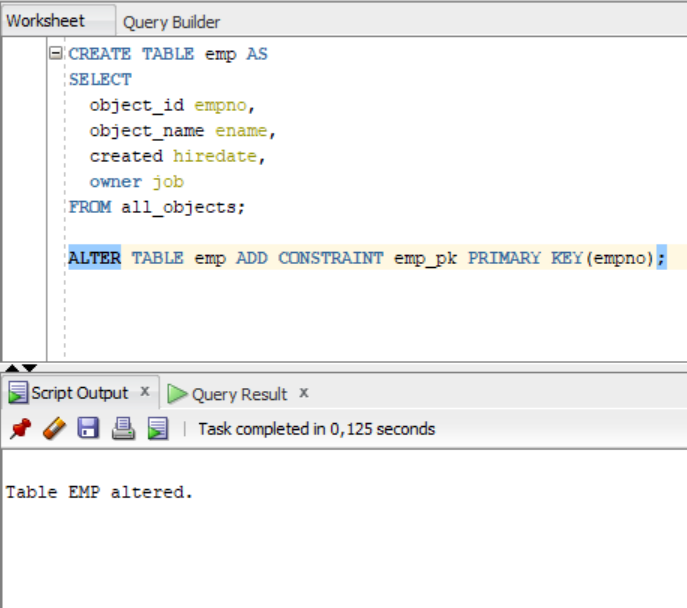 Worksheet Query Builder
CREATE TABLE emp AS
SELECT
object_id empno,
object_name ename,
created hiredate,
owner job
FROM all_objects;
ALTER TABLE emp ADD CONSTRAINT emp_pk PRIMARY KEY(empno);
Script Output x Query Result x
Task completed in 0,125 seconds
Table EMP altered.